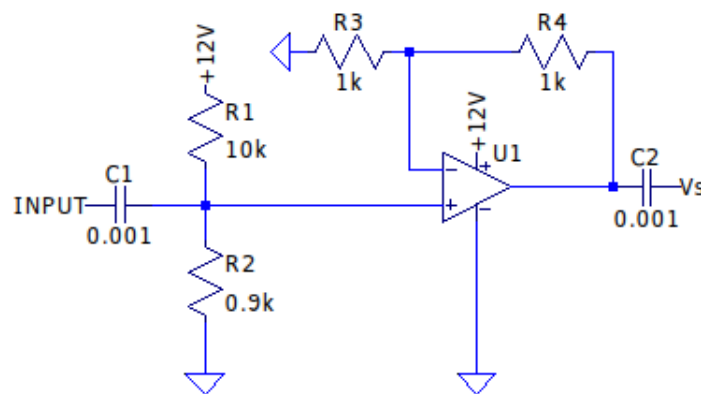 R3
1k
R4
1k
+12V
R1
10k
+12V
U1
+
-
+
-
C1
INPUT
0.001
C2
Vs
0.001
R2
0.9k